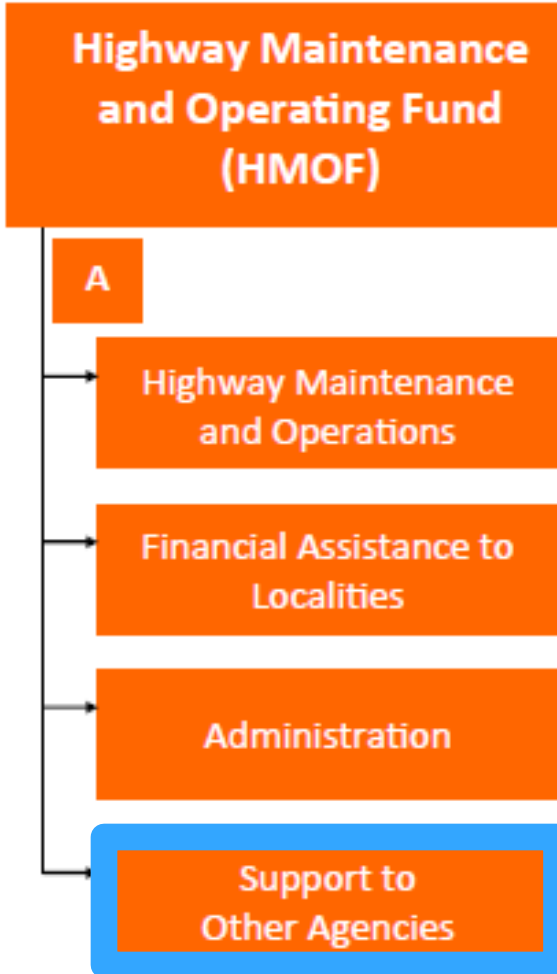 Highway Maintenance
and Operating Fund
(HMOF)
A
Highway Maintenance
and Operations
Financial Assistance to
Localities
Administration
Support to
Other Agencies